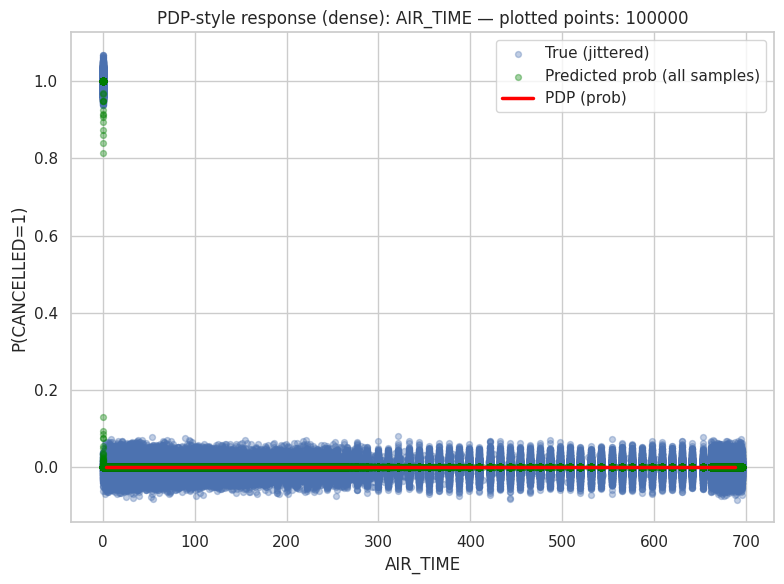 PDP-style response (dense): AIR_TIME — plotted points: 100000
True (jittered)
Predicted prob (all samples)
PDP (prob)
P(CANCELLED=1)
1.0
0.8
0.6
0.4
0.2
0.0
0
100
200
300
400
500
600
700
AIR_TIME